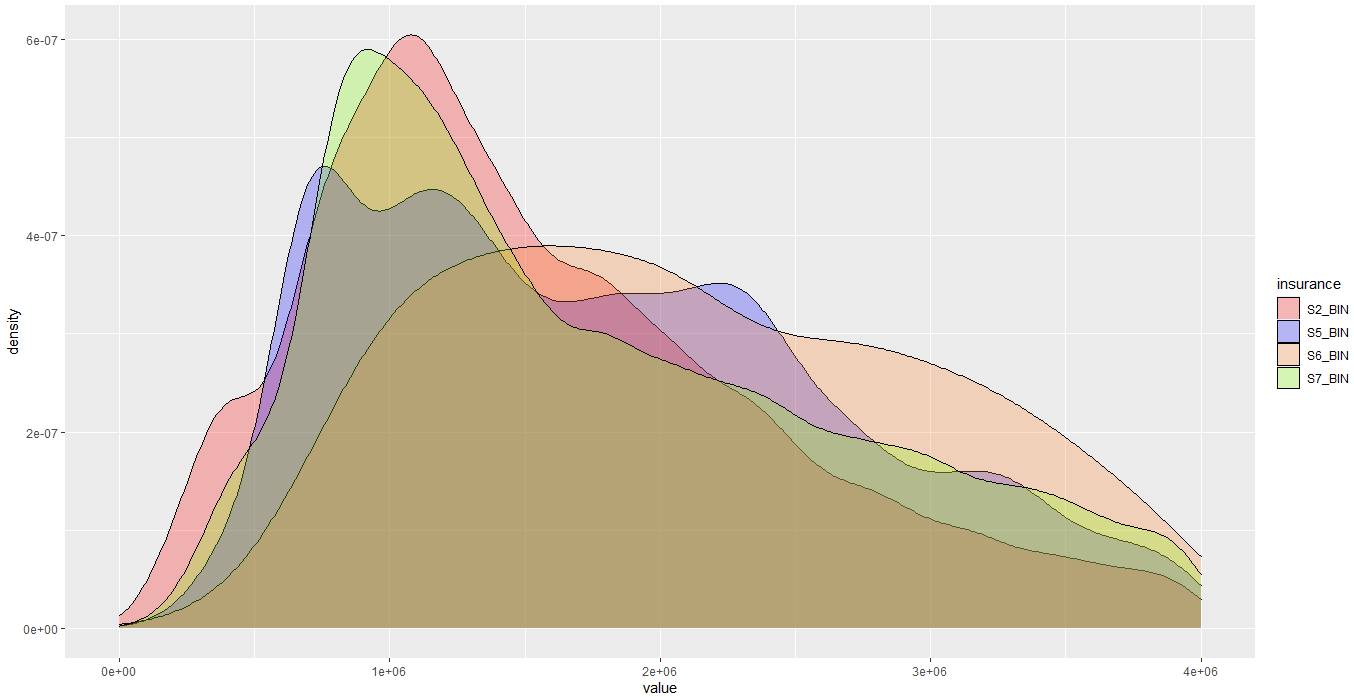 6e-07
4e-07
2e-07
0e+00
density
0e+00 1e+06 2e+06 3e+06 4e+06
value
insurance
S2_BIN
S5_BIN
S6_BIN
S7_BIN